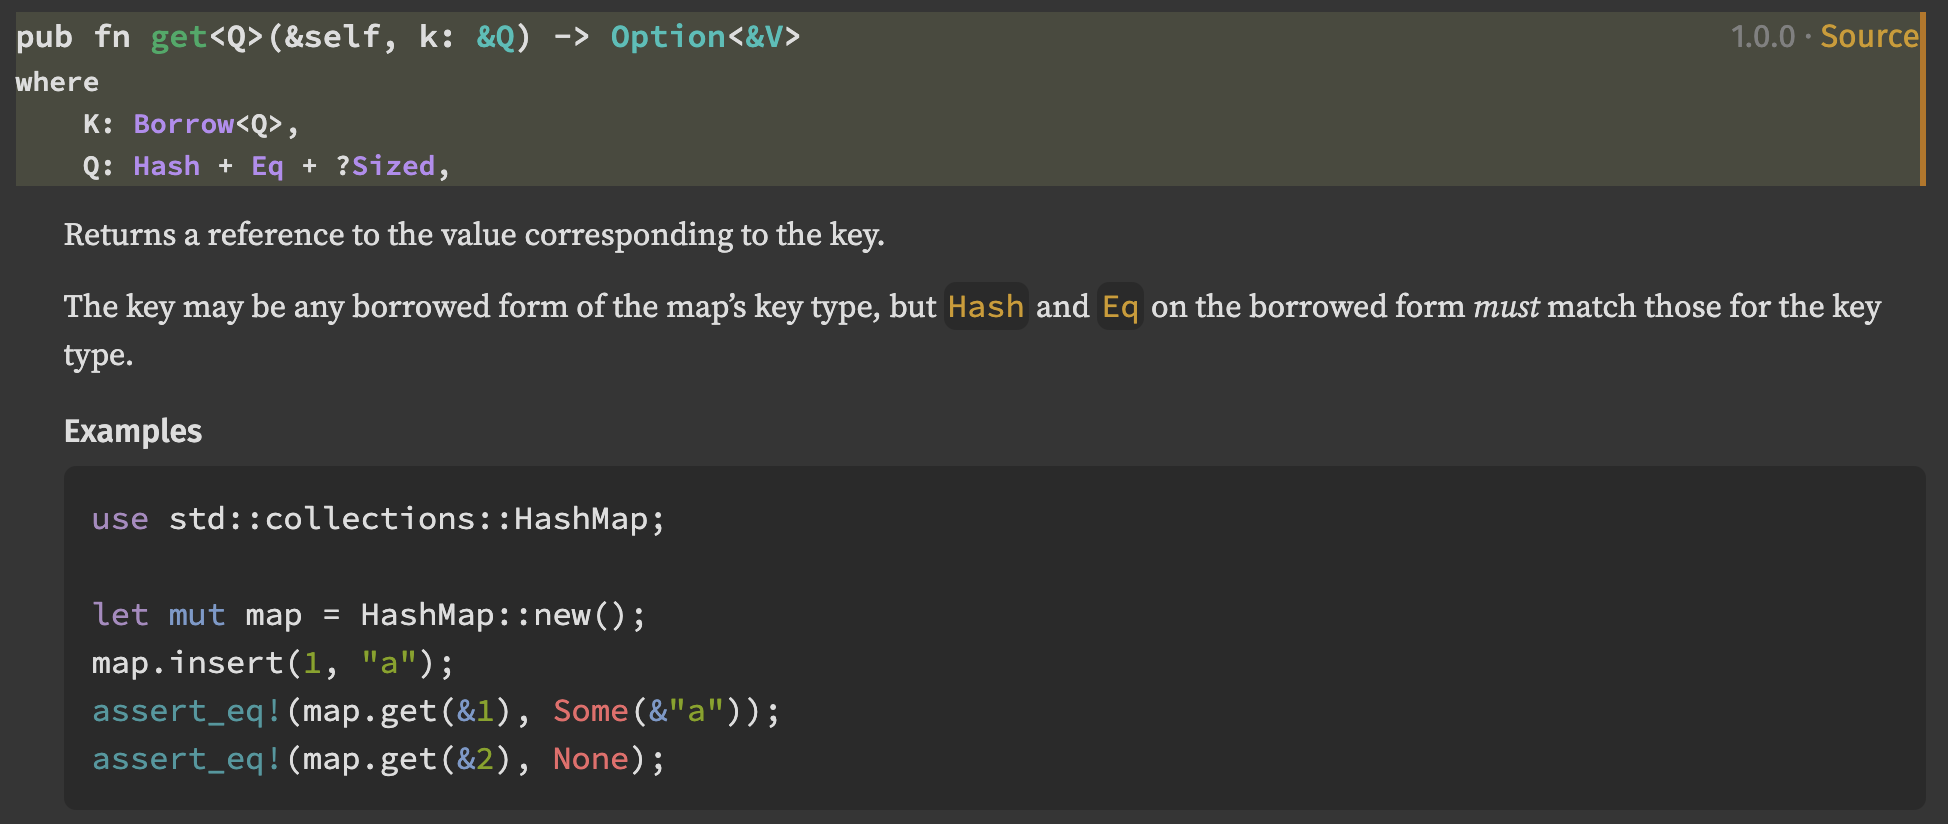 pub fn get<Q>(&self, k: &Q) -> Option<&V>
1.0.0 · Source
where
    K: Borrow<Q>,
    Q: Hash + Eq + ?Sized,
Returns a reference to the value corresponding to the key.
The key may be any borrowed form of the map’s key type, but Hash and Eq on the borrowed form must match those for the key
type.
Examples
use std::collections::HashMap;
let mut map = HashMap::new();
map.insert(1, "a");
assert_eq!(map.get(&1), Some(&"a"));
assert_eq!(map.get(&2), None);